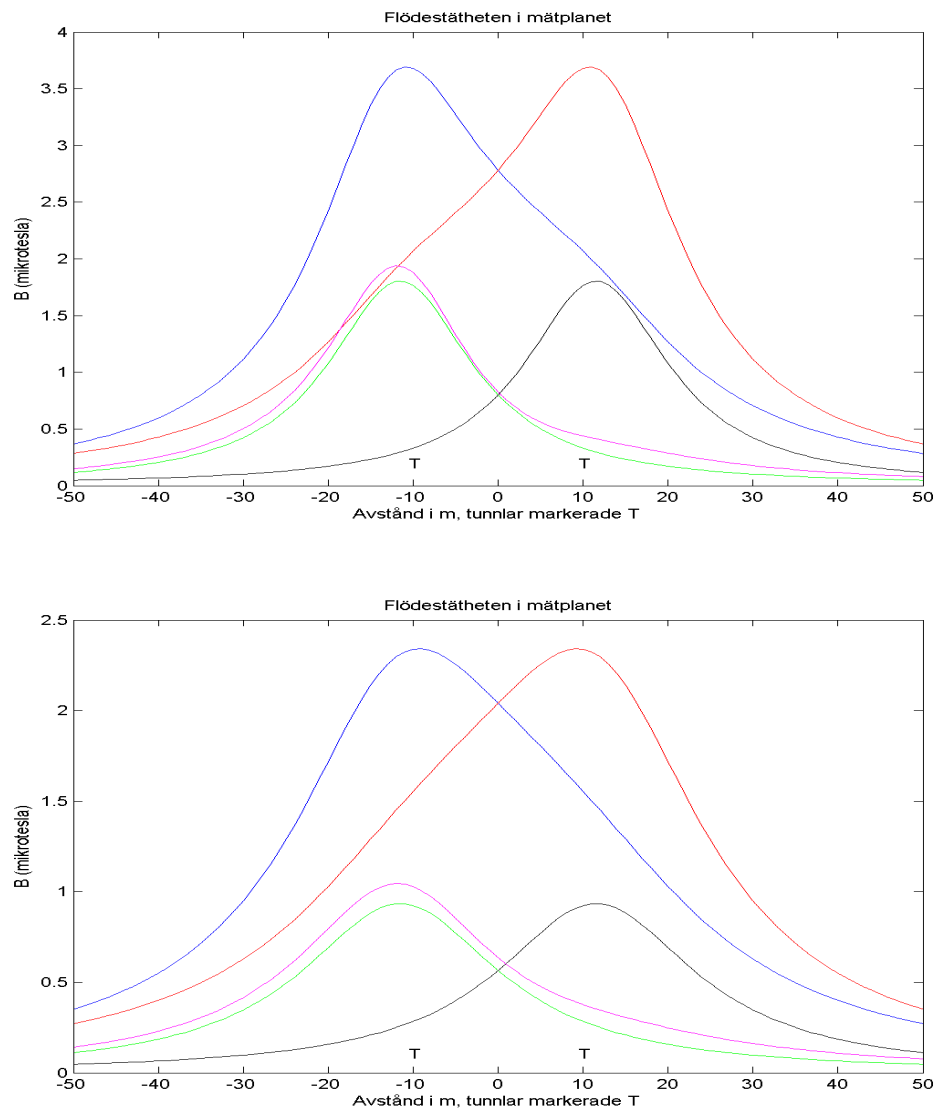 Flödestätheten i mätplanet
4
3.5
3
2.5
2
1.5
1
0.5
0
B (mikrotesla)
T T
-50 -40 -30 -20 -10 0 10 20 30 40 50
Avstånd i m, tunnlar markerade T
Flödestätheten i mätplanet
2.5
2
1.5
1
0.5
0
B (mikrotesla)
T T
-50 -40 -30 -20 -10 0 10 20 30 40 50
Avstånd i m, tunnlar markerade T